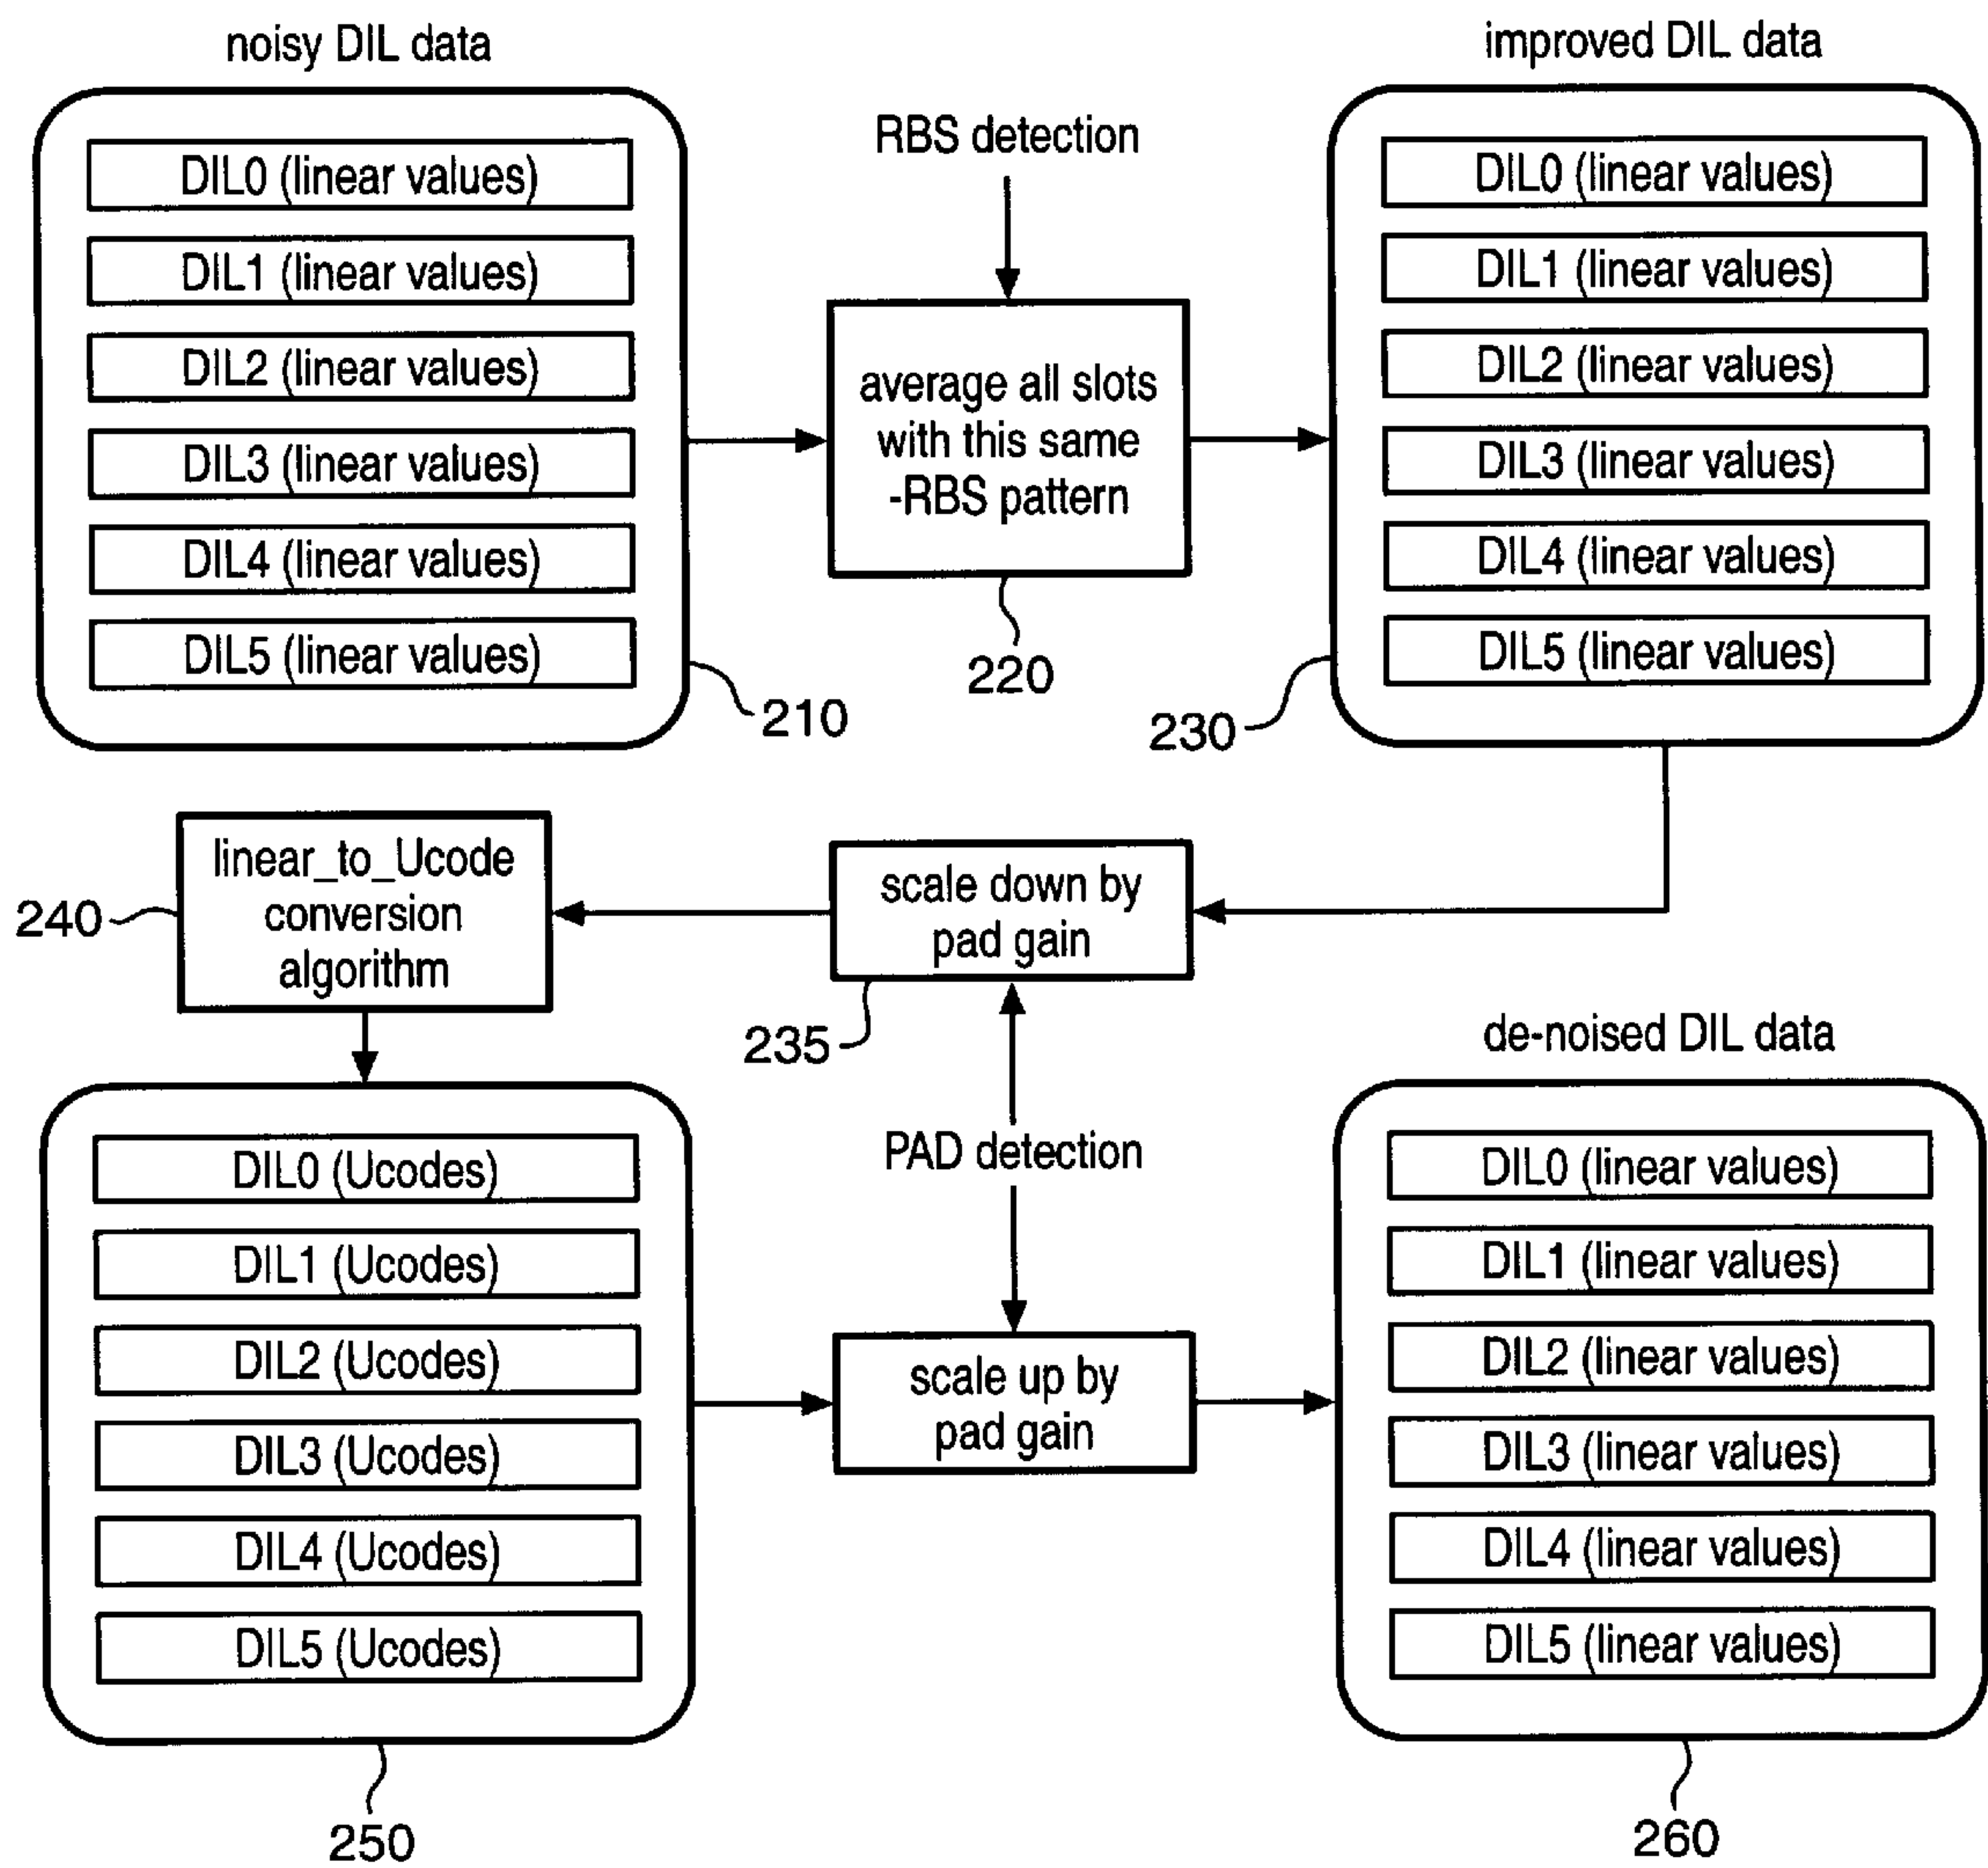 noisy DIL data
DIL0 (linear values)
DIL1 (linear values)
DIL2 (linear values)
DIL3 (linear values)
DIL4 (linear values)
DIL5 (linear values)
210
RBS detection
average all slots
with this same
-RBS pattern
220
improved DIL data
DIL0 (linear values)
DIL1 (linear values)
DIL2 (linear values)
DIL3 (linear values)
DIL4 (linear values)
DIL5 (linear values)
230
scale down by
pad gain
235
linear_to_Ucode
conversion
algorithm
240
DIL0 (Ucodes)
DIL1 (Ucodes)
DIL2 (Ucodes)
DIL3 (Ucodes)
DIL4 (Ucodes)
DIL5 (Ucodes)
250
PAD detection
scale up by
pad gain
de-noised DIL data
DIL0 (linear values)
DIL1 (linear values)
DIL2 (linear values)
DIL3 (linear values)
DIL4 (linear values)
DIL5 (linear values)
260